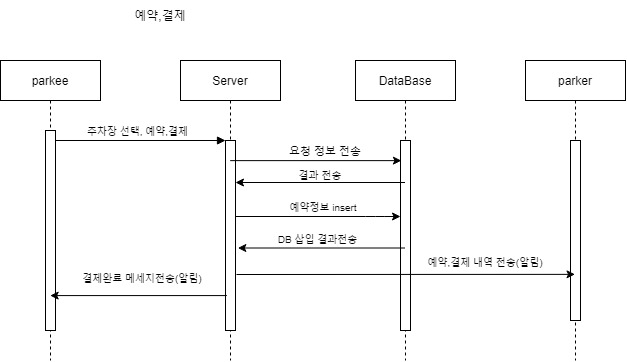 예약,결제
parkee
Server
DataBase
parker
주차장 선택, 예약,결제
요청 정보 전송
결과 전송
예약정보 insert
DB 삽입 결과전송
예약,결제 내역 전송(알림)
결제완료 메세지전송(알림)